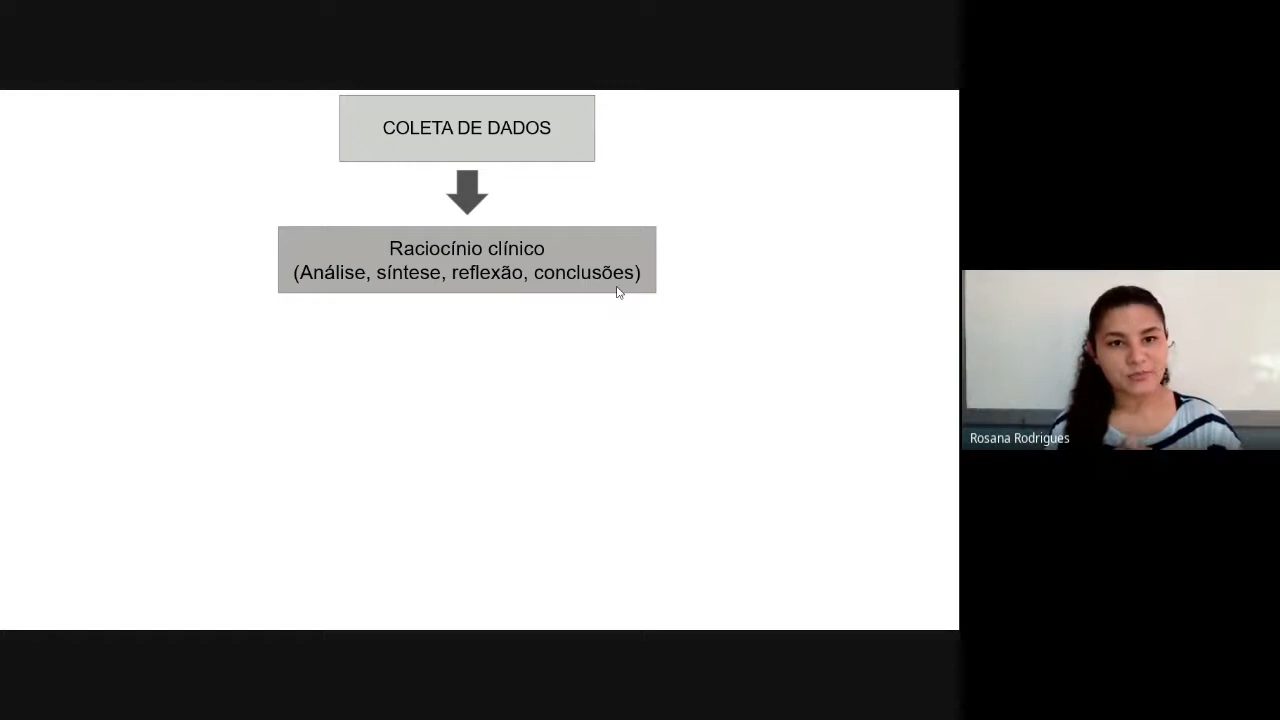 COLETA DE DADOS
Raciocínio clínico
(Análise, síntese, reflexão, conclusões)
Rosana Rodrigues